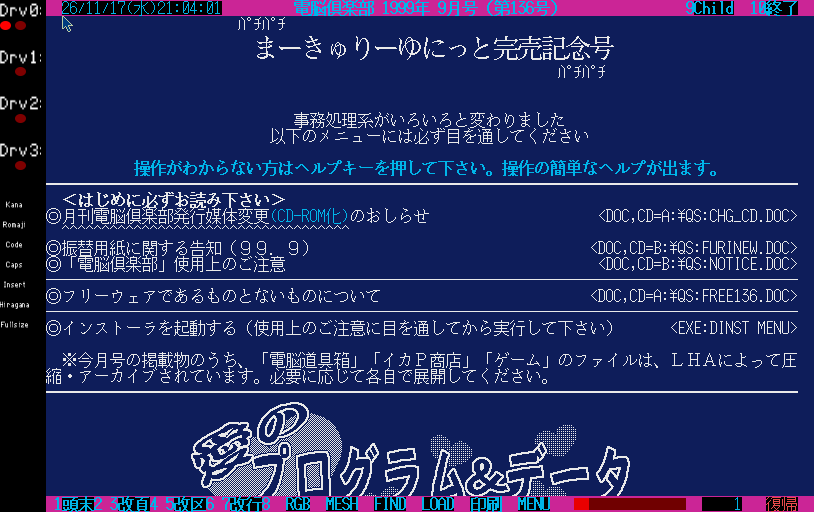 Drv0:
Drv1:
Drv2:
Drv3:
Kana
Romaji
Code
Caps
Insert
Hiragana
Fullsize
26/11/17(水)21:04:01 電脳倶楽部 1999年 9月号 (第136号) 9Child 10終了
ﾊﾟﾁﾊﾟﾁ
まーきゅりーゆにっと完売記念号
ﾊﾟﾁﾊﾟﾁ
事務処理系がいろいろと変わりました
以下のメニューには必ず目を通してください
操作がわからない方はヘルプキーを押して下さい。操作の簡単なヘルプが出ます。
<はじめに必ずお読み下さい>
◎月刊電脳倶楽部発行媒体変更(CD-ROM化)のおしらせ <DOC,CD=A:¥QS:CHG_CD.DOC>
◎振替用紙に関する告知（９９．９） <DOC,CD=B:¥QS:FURINEW.DOC>
◎「電脳倶楽部」使用上のご注意 <DOC,CD=B:¥QS:NOTICE.DOC>
◎フリーウェアであるものとないものについて <DOC,CD=A:¥QS:FREE136.DOC>
◎インストーラを起動する（使用上のご注意に目を通してから実行して下さい） <EXE:DINST MENU>
※今月号の掲載物のうち、「電脳道具箱」「イカＰ商店」「ゲーム」のファイルは、ＬＨＡによって圧
縮・アーカイブされています。必要に応じて各自で展開してください。
愛の
プログラム&データ
1頭末2 3改頁4 5改区6 7改行8 RGB MESH FIND LOAD 印刷 MENU 1 復帰